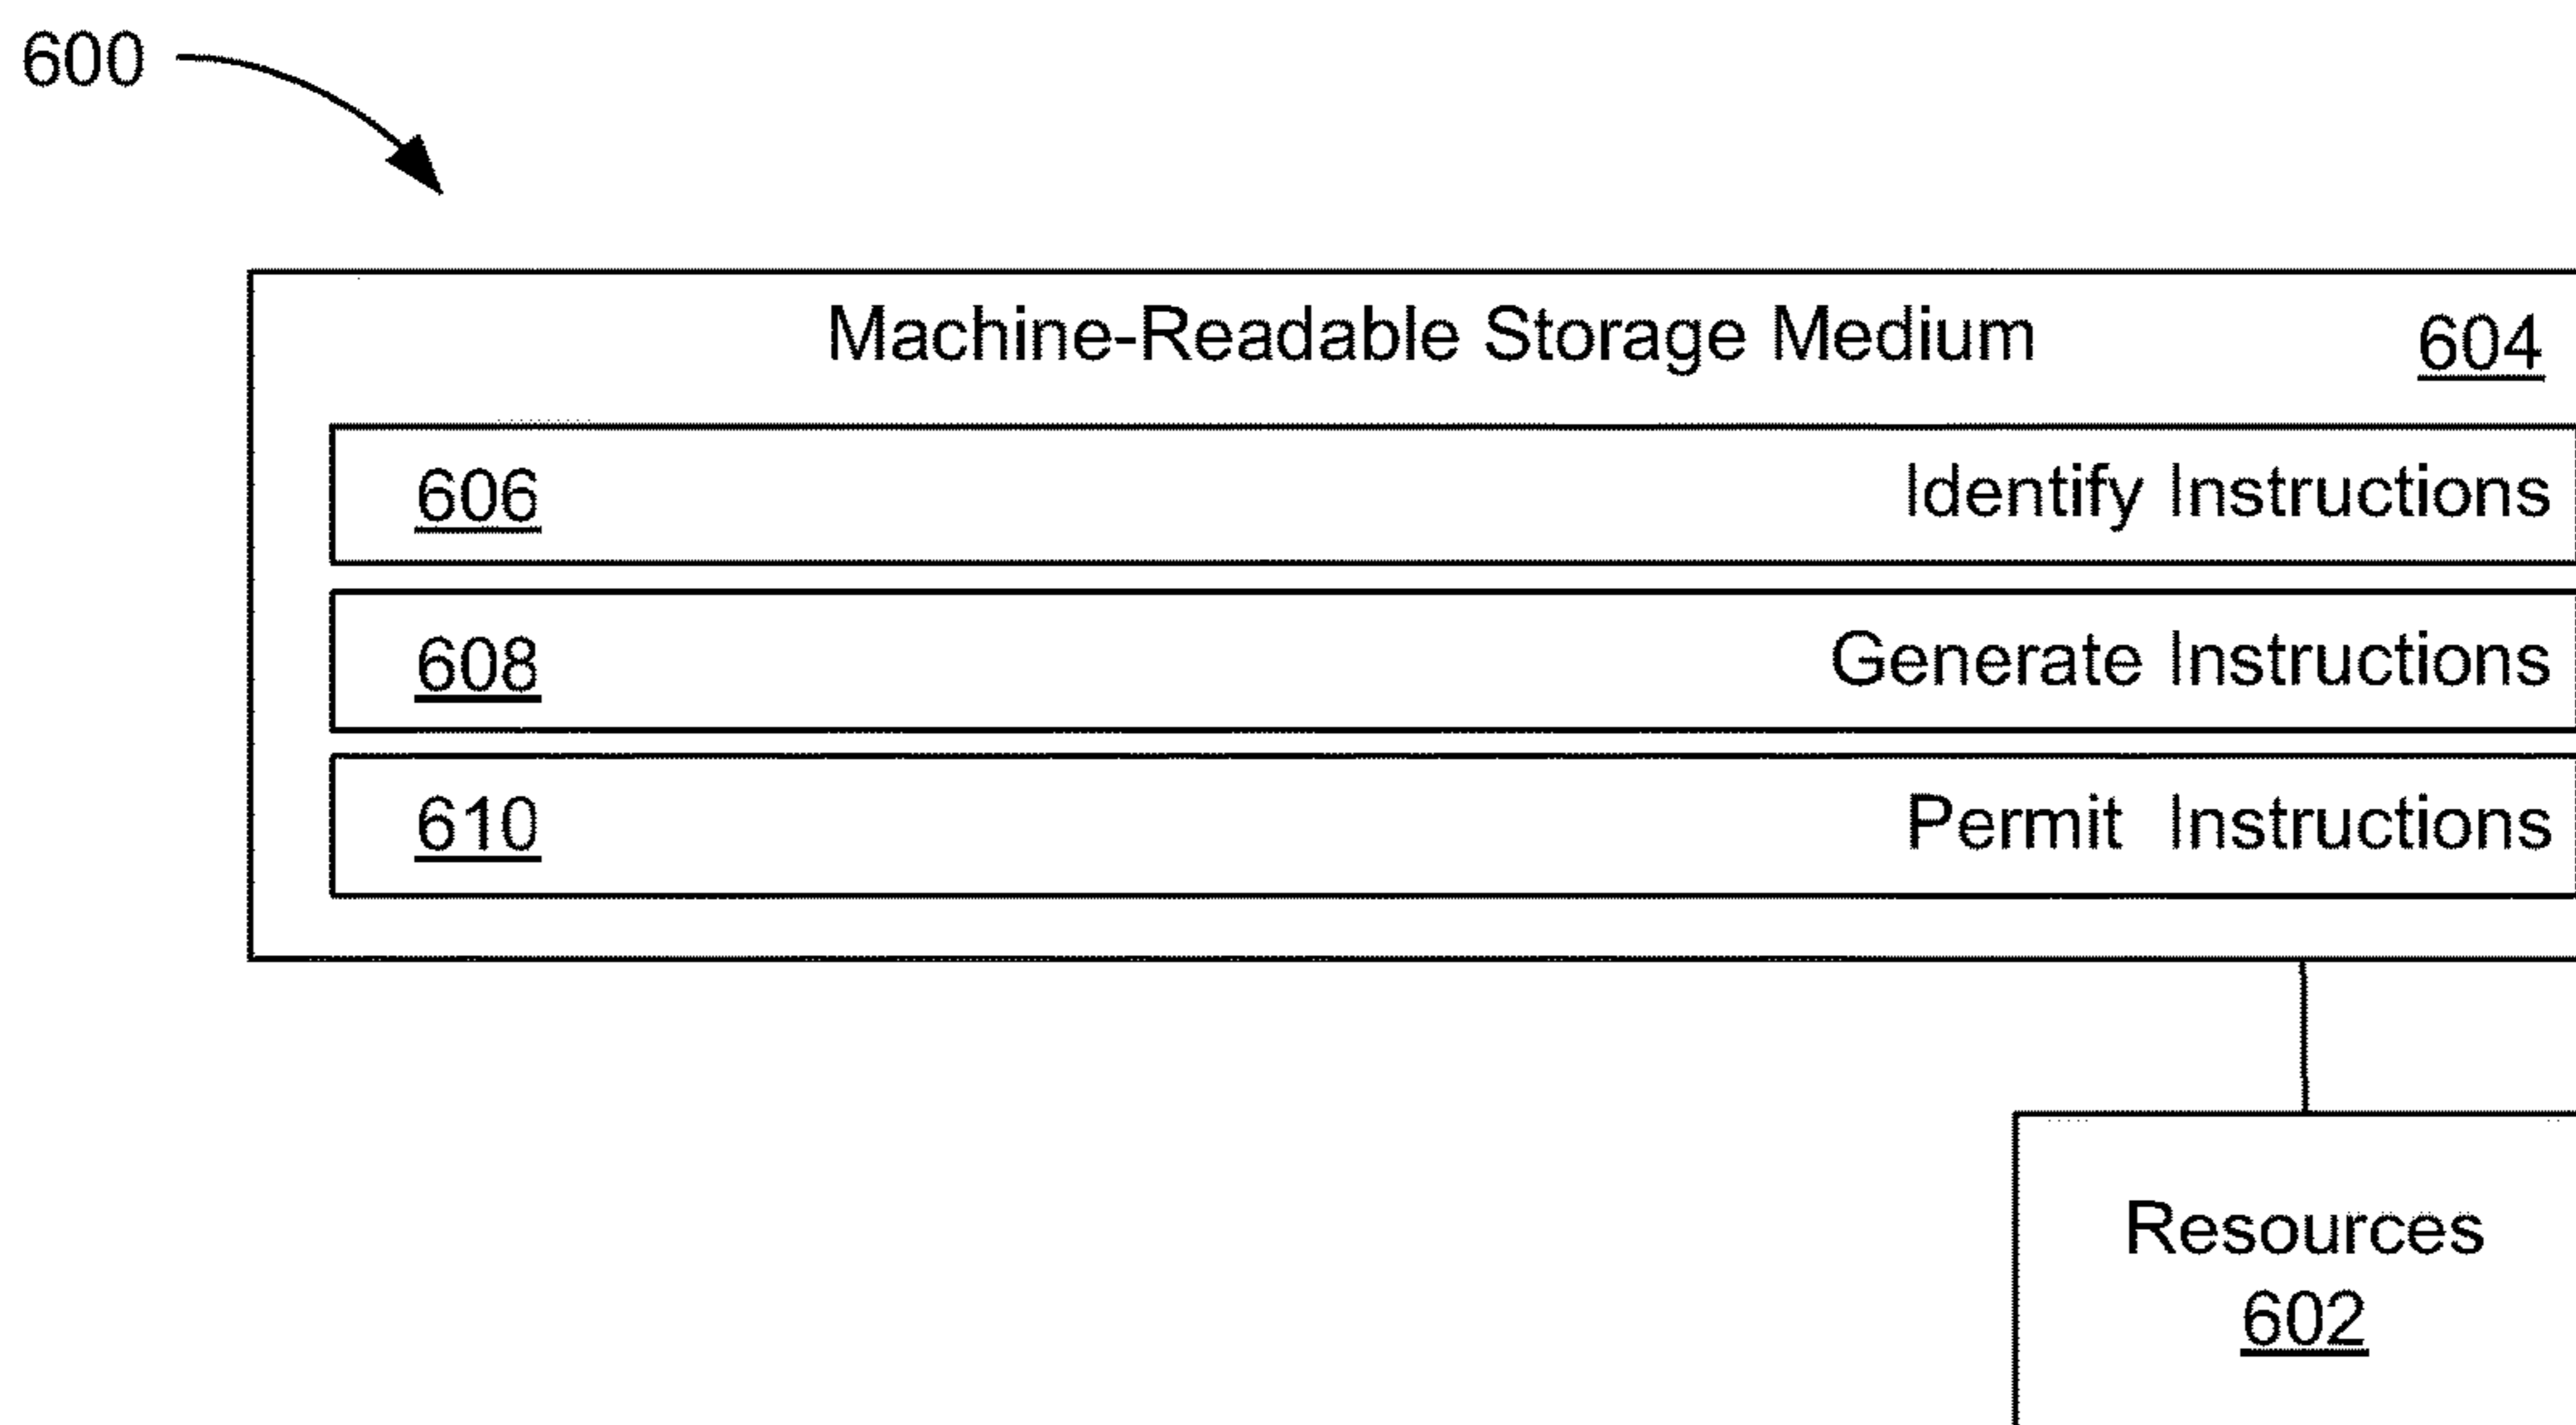 600
Machine-Readable Storage Medium 604
606 Identify Instructions
608 Generate Instructions
610 Permit Instructions
Resources
602